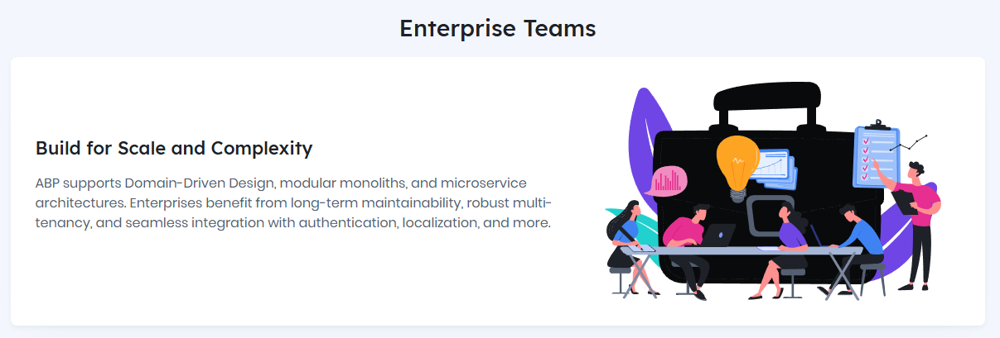 Enterprise Teams
Build for Scale and Complexity
ABP supports Domain-Driven Design, modular monoliths, and microservice
architectures. Enterprises benefit from long-term maintainability, robust multi-
tenancy, and seamless integration with authentication, localization, and more.